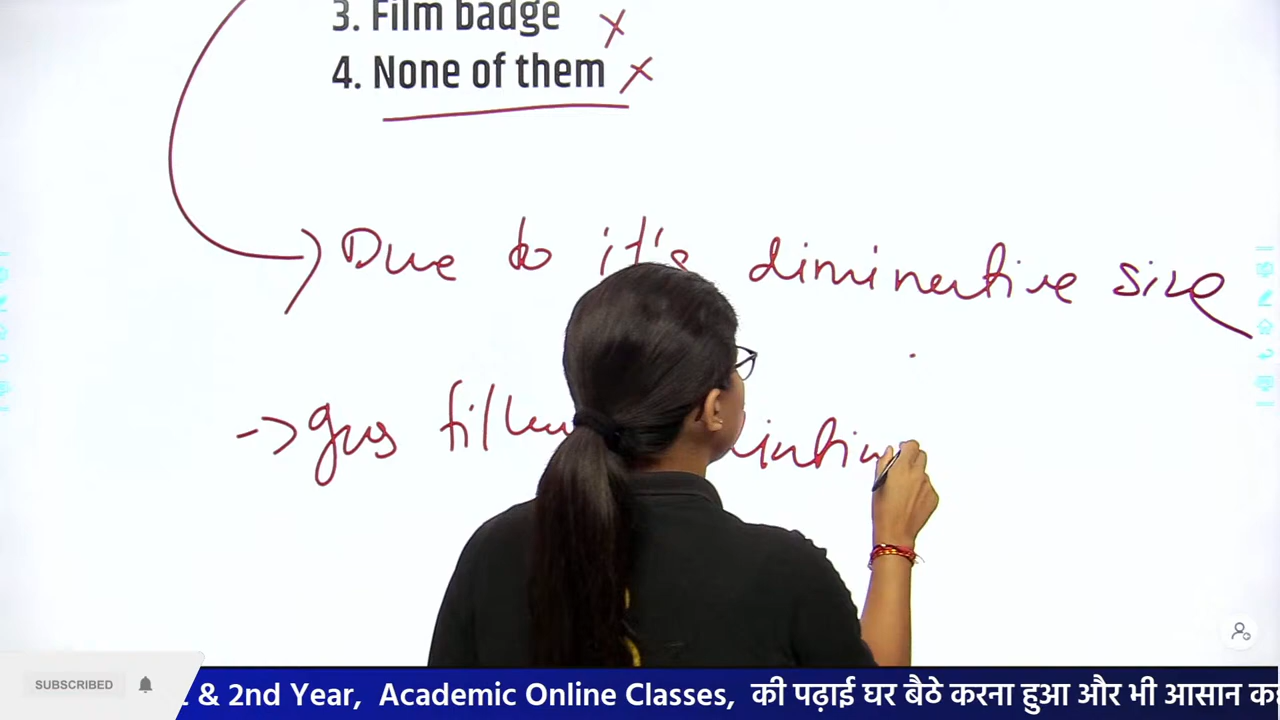 3. Film badge
4. None of them
Due to it's diminutive size
gas
SUBSCRIBED
& 2nd Year, Academic Online Classes, की पढ़ाई घर बैठे करना हुआ और भी आसान